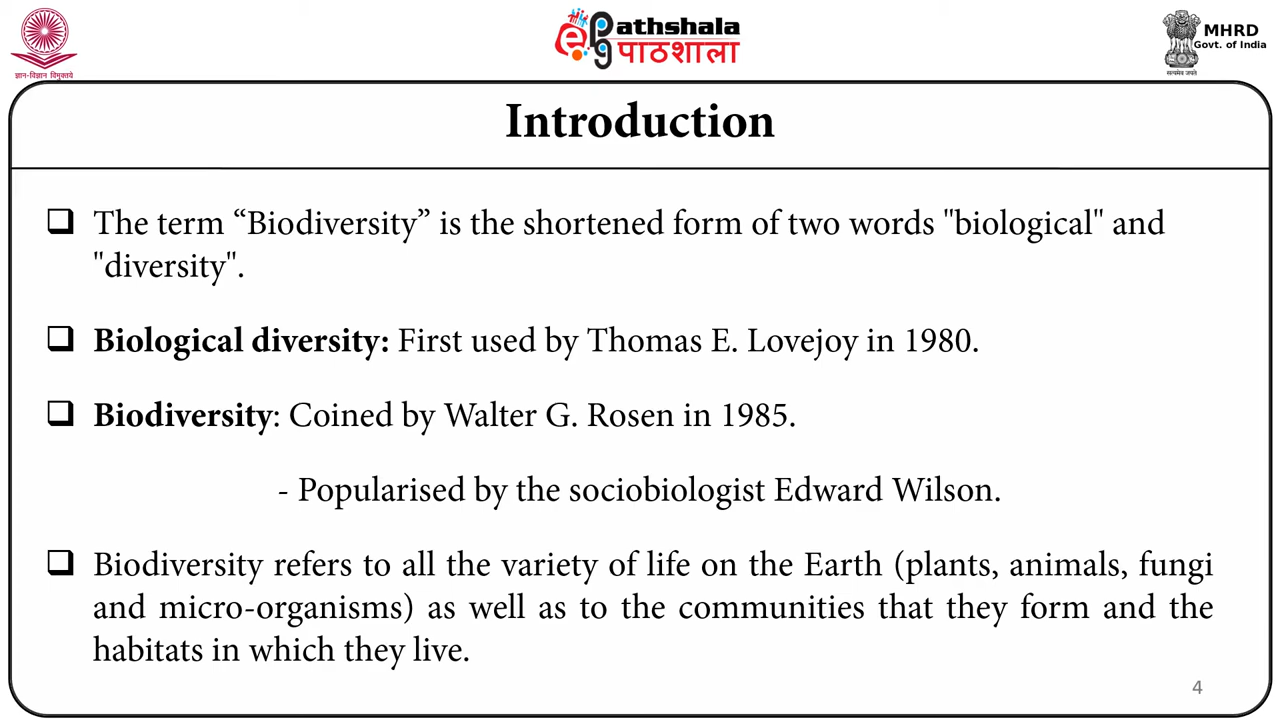 ज्ञान-विज्ञान विमुक्तये
e Pg Pathshala
पाठशाला
MHRD
Govt. of India
सत्यमेव जयते
Introduction
❑ The term “Biodiversity” is the shortened form of two words "biological" and
"diversity".
❑ Biological diversity: First used by Thomas E. Lovejoy in 1980.
❑ Biodiversity: Coined by Walter G. Rosen in 1985.
- Popularised by the sociobiologist Edward Wilson.
❑ Biodiversity refers to all the variety of life on the Earth (plants, animals, fungi
and micro-organisms) as well as to the communities that they form and the
habitats in which they live.
4